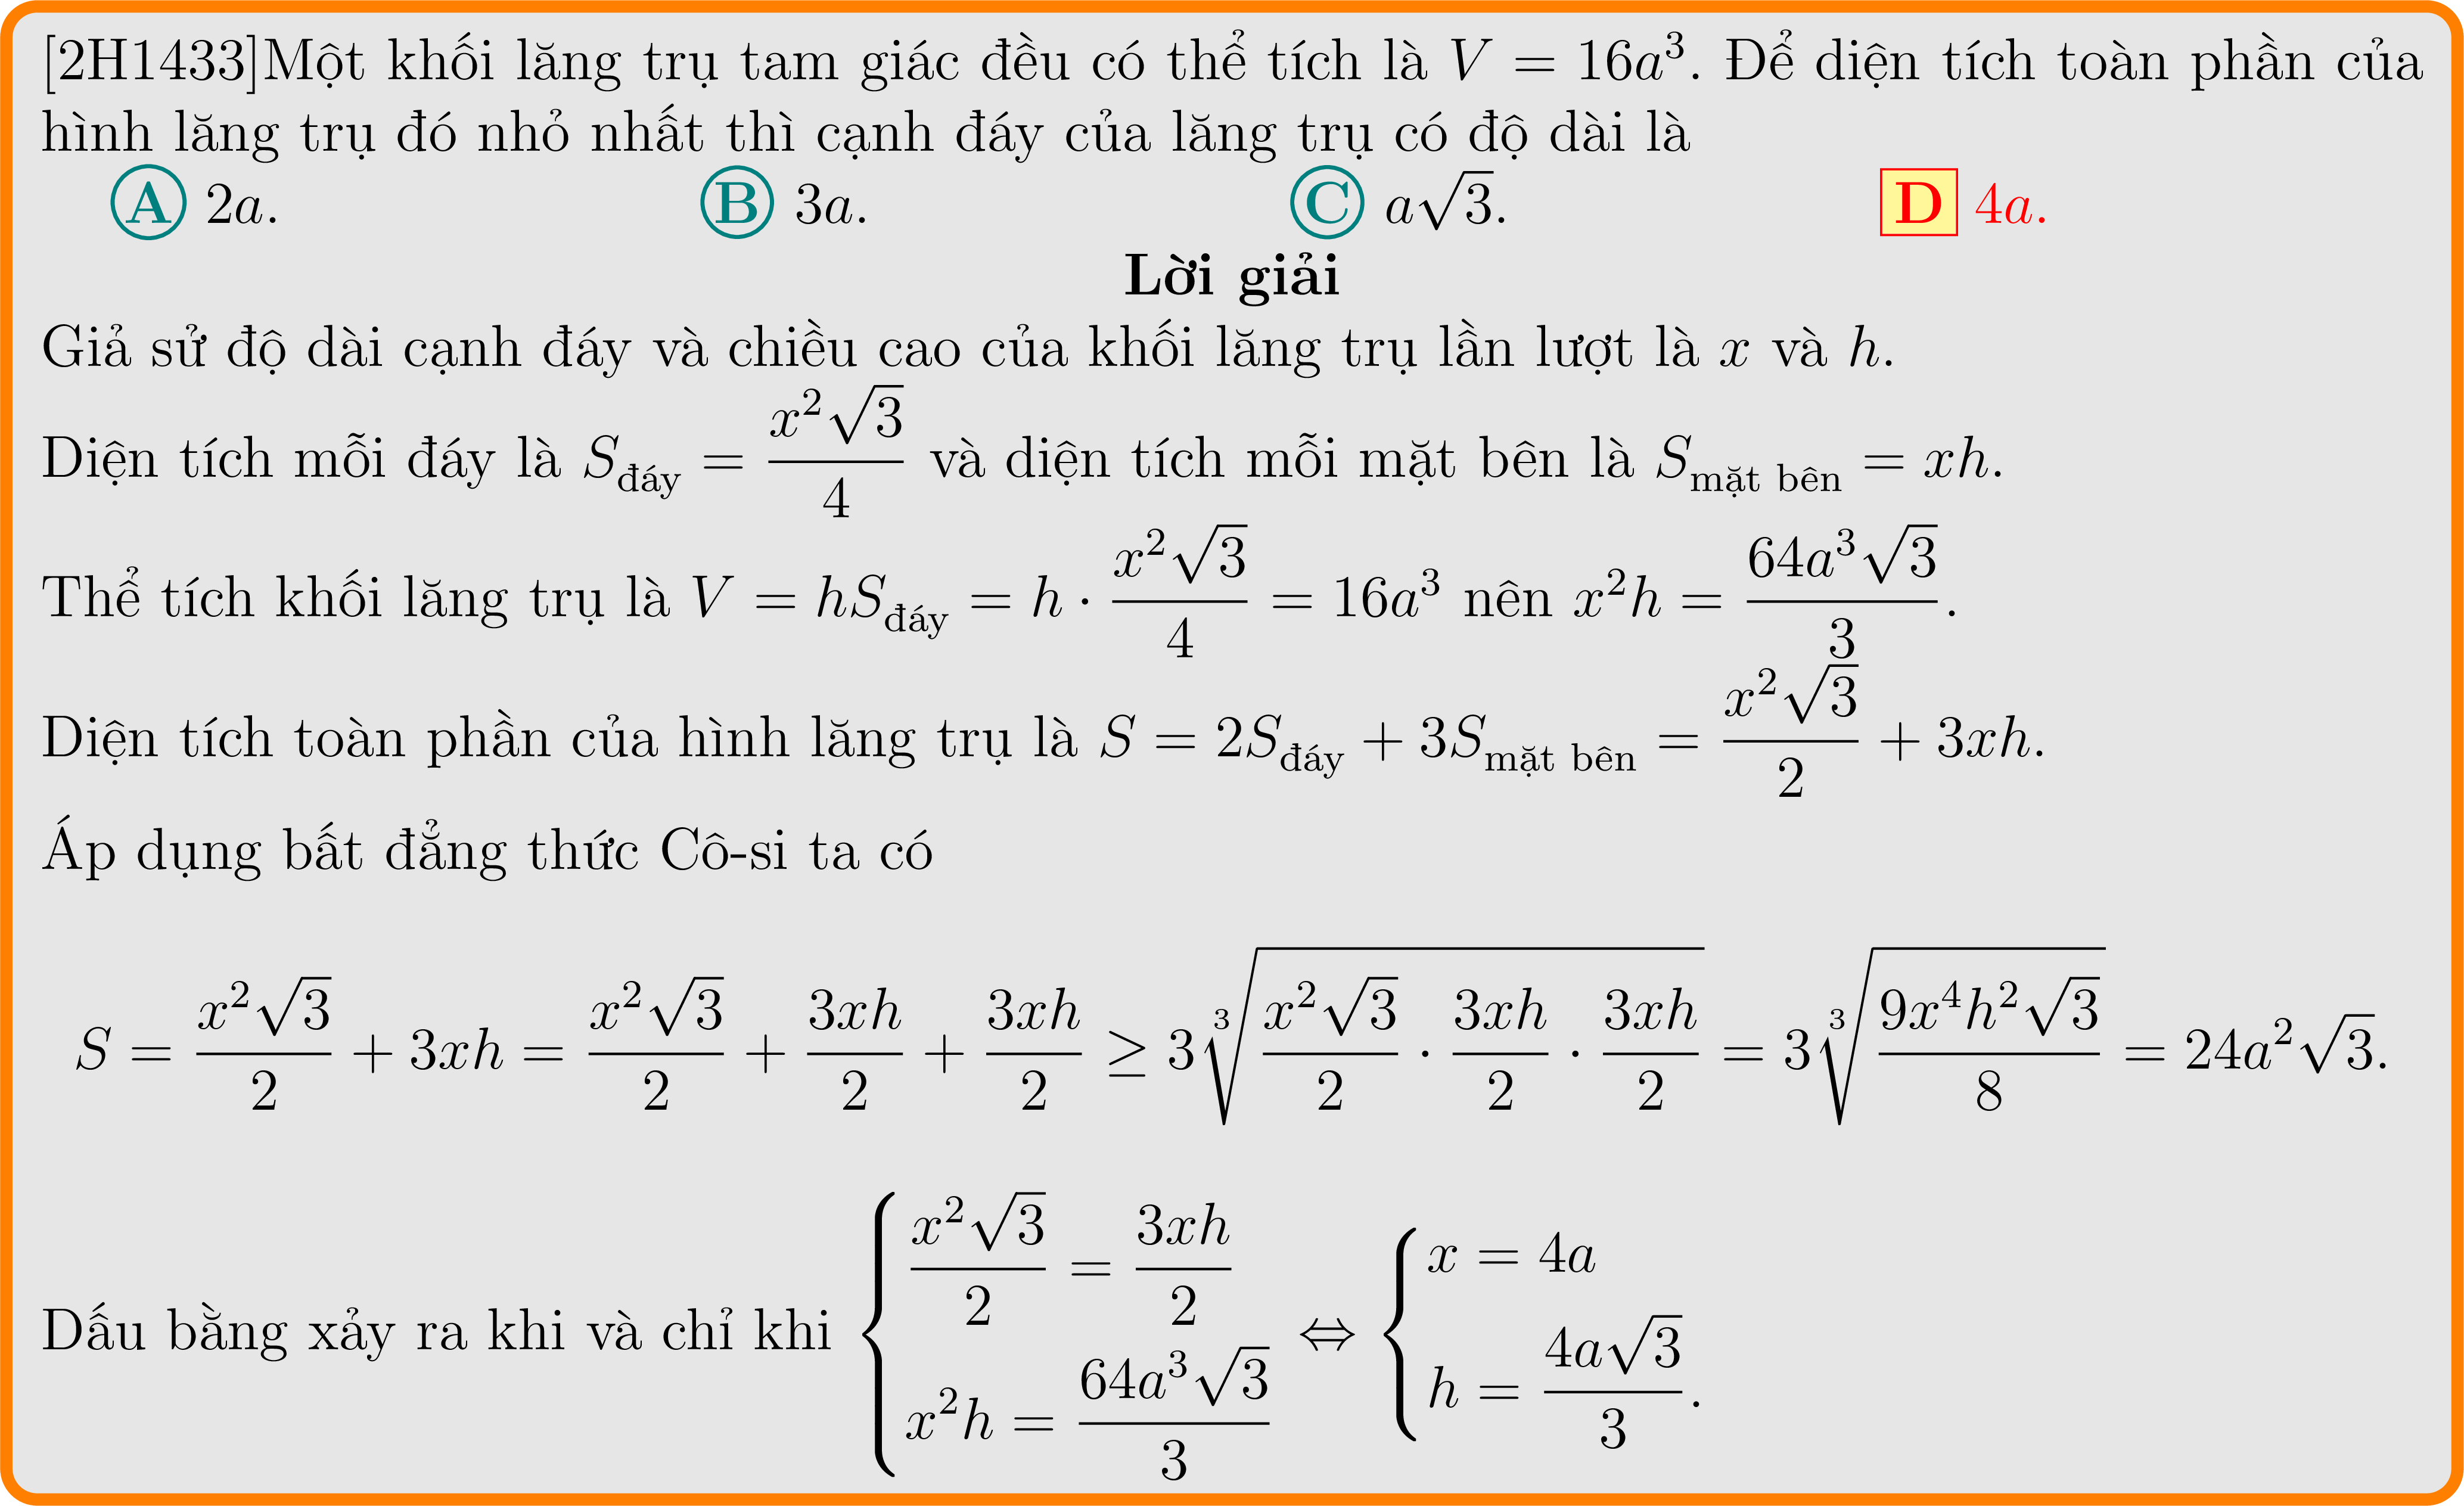 [2H1433]Một khối lăng trụ tam giác đều có thể tích là $V = 16a^3$. Để diện tích toàn phần của
hình lăng trụ đó nhỏ nhất thì cạnh đáy của lăng trụ có độ dài là
A 2a. B 3a. C $a\sqrt{3}$. D 4a.
Lời giải
Giả sử độ dài cạnh đáy và chiều cao của khối lăng trụ lần lượt là $x$ và $h$.
Diện tích mỗi đáy là $S_{\text{đáy}} = \frac{x^2\sqrt{3}}{4}$ và diện tích mỗi mặt bên là $S_{\text{mặt bên}} = xh$.
Thể tích khối lăng trụ là $V = hS_{\text{đáy}} = h \cdot \frac{x^2\sqrt{3}}{4} = 16a^3$ nên $x^2h = \frac{64a^3\sqrt{3}}{3}$.
Diện tích toàn phần của hình lăng trụ là $S = 2S_{\text{đáy}} + 3S_{\text{mặt bên}} = \frac{x^2\sqrt{3}}{2} + 3xh$.
Áp dụng bất đẳng thức Cô-si ta có
$S = \frac{x^2\sqrt{3}}{2} + 3xh = \frac{x^2\sqrt{3}}{2} + \frac{3xh}{2} + \frac{3xh}{2} \geq 3\sqrt[3]{\frac{x^2\sqrt{3}}{2} \cdot \frac{3xh}{2} \cdot \frac{3xh}{2}} = 3\sqrt[3]{\frac{9x^4h^2\sqrt{3}}{8}} = 24a^2\sqrt{3}.$
Dấu bằng xảy ra khi và chỉ khi $\begin{cases} \frac{x^2\sqrt{3}}{2} = \frac{3xh}{2} \\ x^2h = \frac{64a^3\sqrt{3}}{3} \end{cases} \Leftrightarrow \begin{cases} x = 4a \\ h = \frac{4a\sqrt{3}}{3}. \end{cases}$